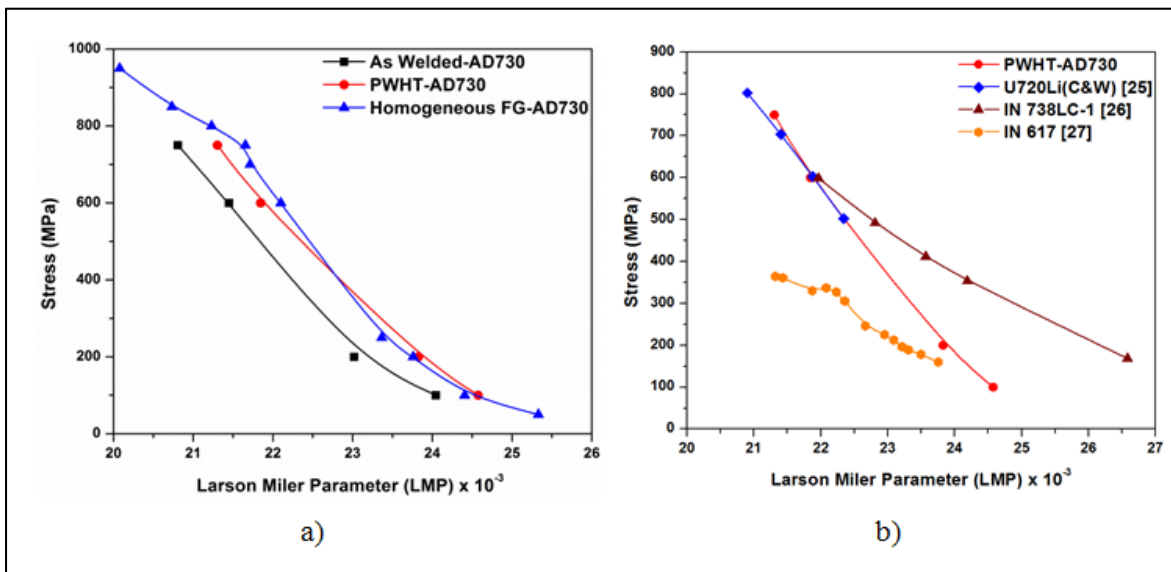 As Welded-AD730
PWHT-AD730
Homogeneous FG-AD730
Stress (MPa)
1000
800
600
400
200
0
20
21
22
23
24
25
26
Larson Miler Parameter (LMP) x 10-3
a)
PWHT-AD730
U720Li(C&W) [25]
IN 738LC-1 [26]
IN 617 [27]
Stress (MPa)
900
800
700
600
500
400
300
200
100
0
20
21
22
23
24
25
26
27
Larson Miler Parameter (LMP) x 10-3
b)